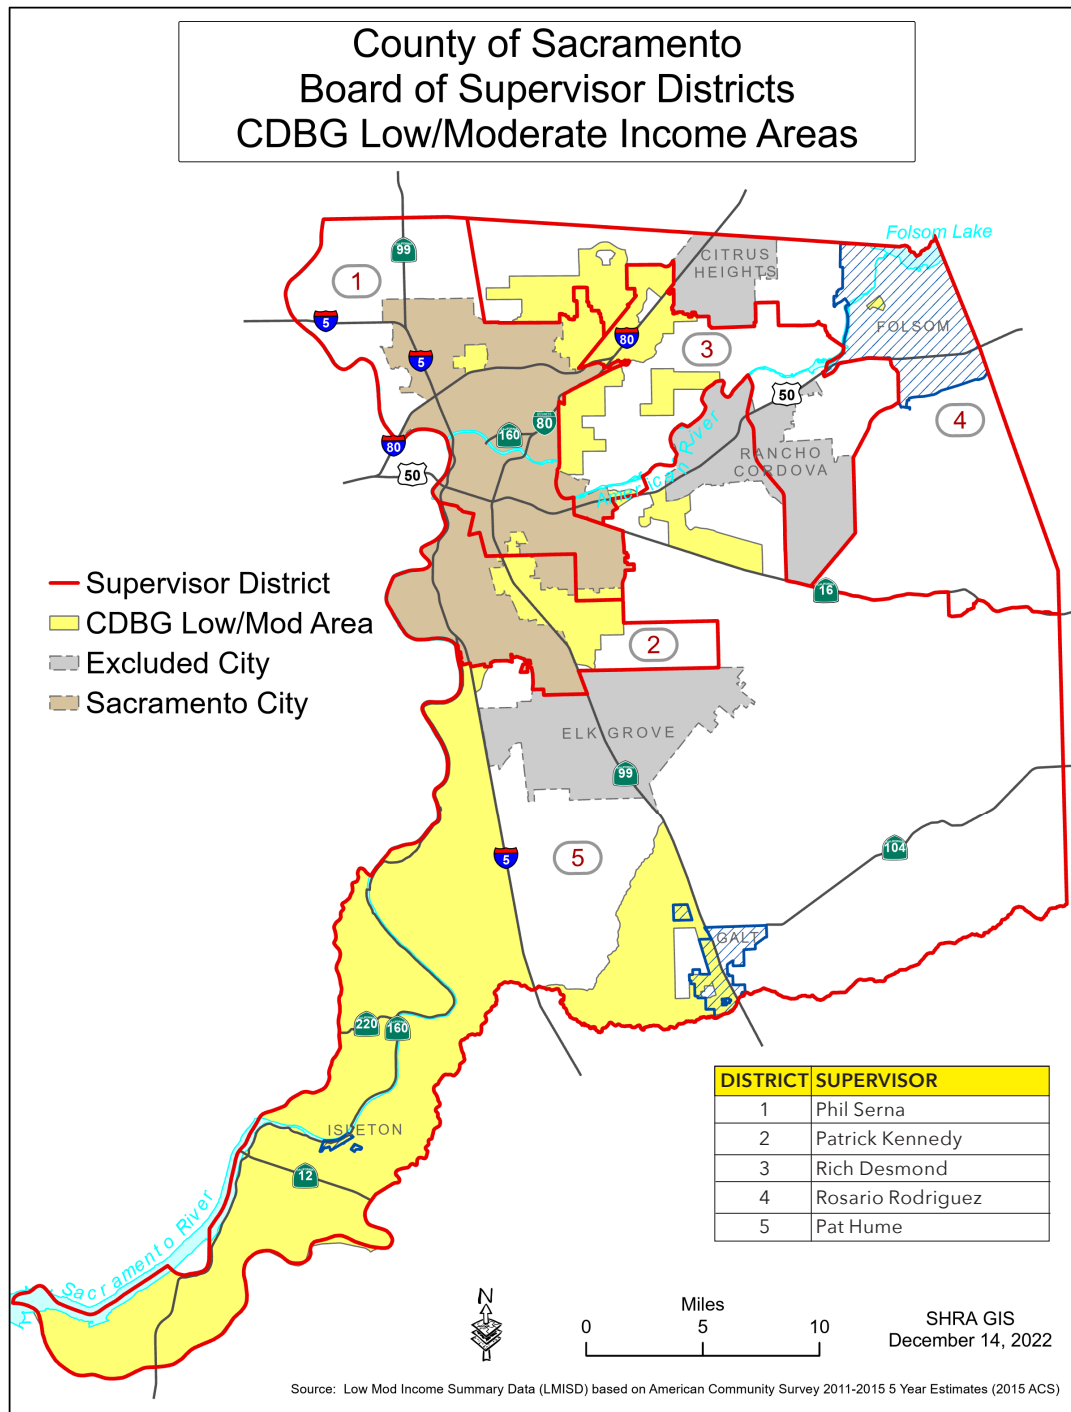 County of Sacramento
Board of Supervisor Districts
CDBG Low/Moderate Income Areas
Folsom Lake
99
CITRUS
HEIGHTS
1
5
FOLSOM
80
3
5
50
4
80
160
80
American River
RANCHO
CORDOVA
50
Supervisor District
CDBG Low/Mod Area
Excluded City
Sacramento City
16
2
ELK GROVE
99
5
5
104
GALT
220
160
ISLETON
12
Sacramento River
DISTRICT SUPERVISOR
1 Phil Serna
2 Patrick Kennedy
3 Rich Desmond
4 Rosario Rodriguez
5 Pat Hume
N
Miles
0 5 10
SHRA GIS
December 14, 2022
Source: Low Mod Income Summary Data (LMISD) based on American Community Survey 2011-2015 5 Year Estimates (2015 ACS)